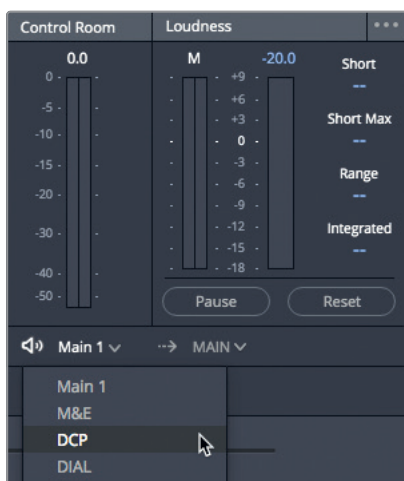 Control Room Loudness
0.0 M -20.0 Short
0 - - +9 - --
-5 - - +6 - Short Max
-10 - - +3 - --
- 0 -
-15 - - -3 - Range
-20 - - -6 - --
- -9 -
-30 - - -12 - Integrated
-40 - - -15 - --
-50 - - -18 -
Pause Reset
Main 1 MAIN
Main 1
M&E
DCP
DIAL